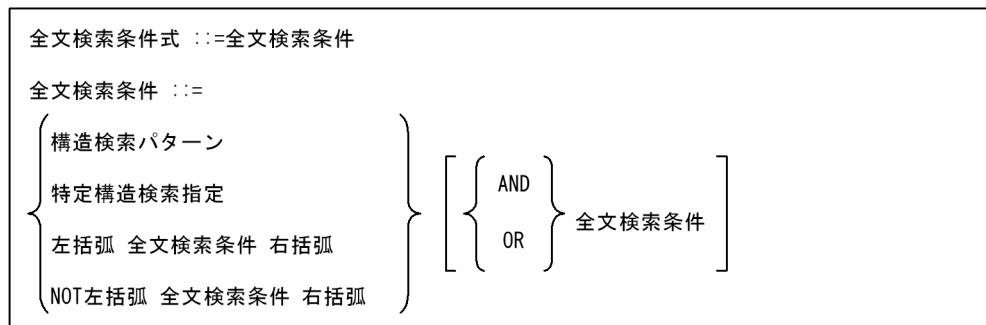 全文検索条件式 ::=全文検索条件
全文検索条件 ::=
構造検索パターン
特定構造検索指定
左括弧 全文検索条件 右括弧
NOT左括弧 全文検索条件 右括弧
AND
OR
全文検索条件